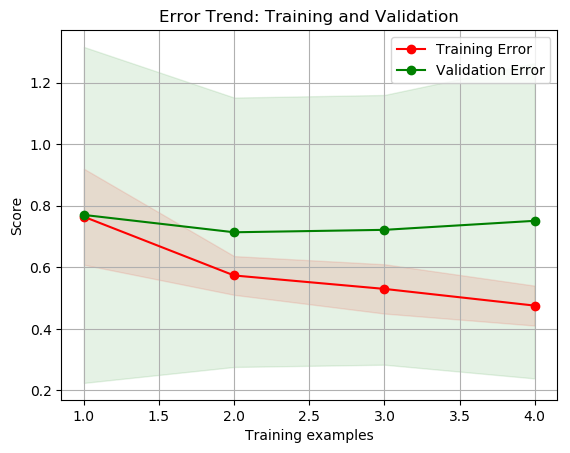 Error Trend: Training and Validation
Training Error
Validation Error
Score
1.2
1.0
0.8
0.6
0.4
0.2
1.0 1.5 2.0 2.5 3.0 3.5 4.0
Training examples